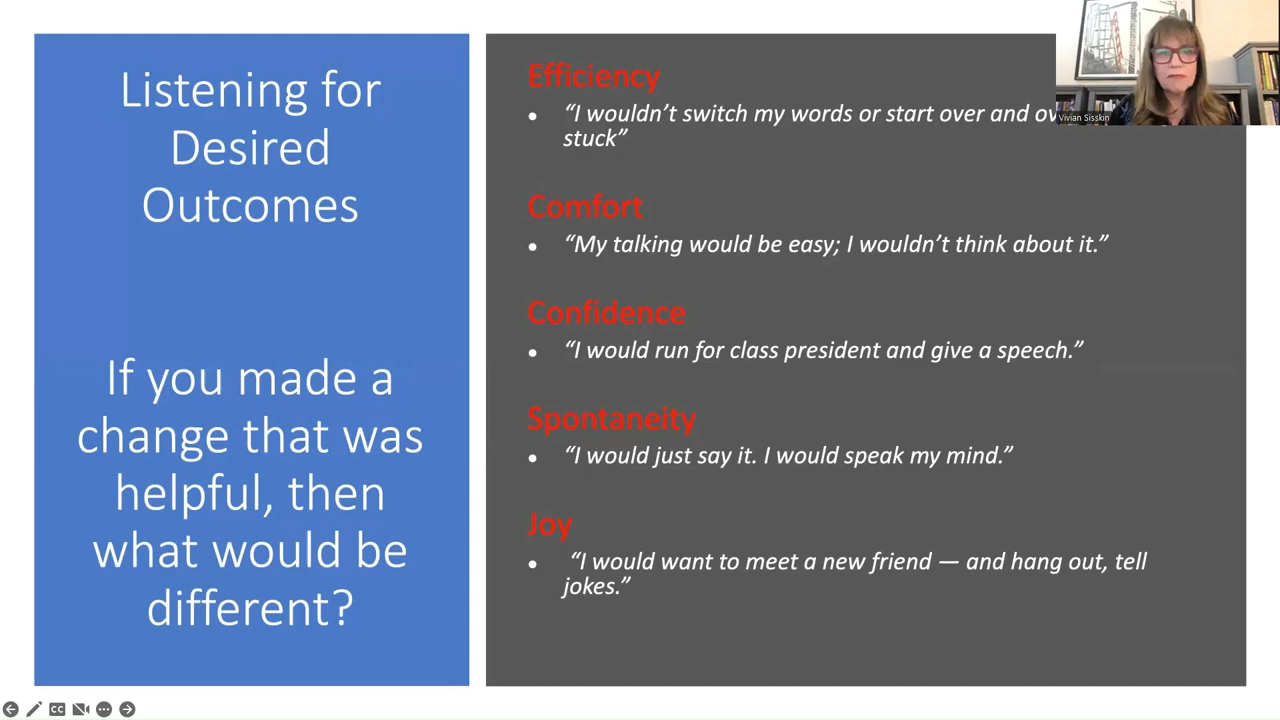 Listening for
Desired
Outcomes
If you made a
change that was
helpful, then
what would be
different?
Efficiency
• “I wouldn’t switch my words or start over and ov
stuck”
Comfort
• “My talking would be easy; I wouldn’t think about it.”
Confidence
• “I would run for class president and give a speech.”
Spontaneity
• “I would just say it. I would speak my mind.”
Joy
• “I would want to meet a new friend — and hang out, tell
jokes.”
Vivian Sisskin
CC